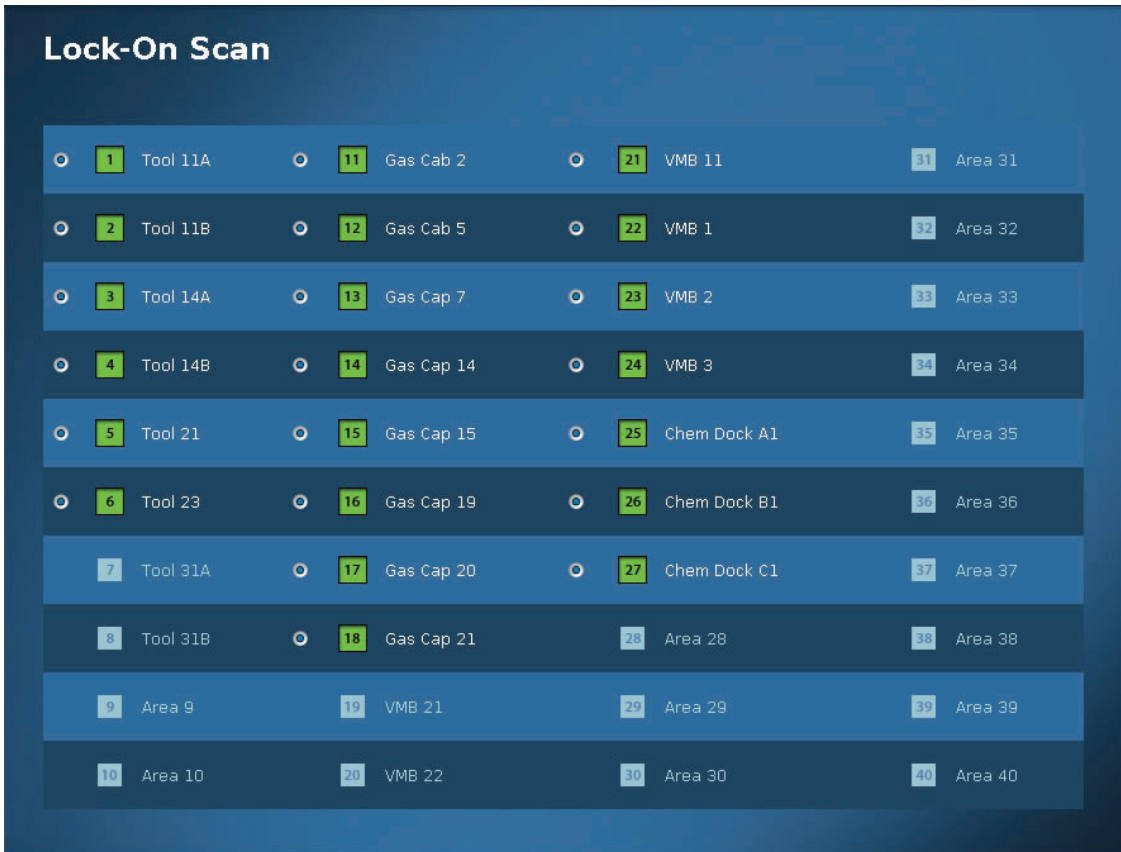 Lock-On Scan
1 Tool 11A 11 Gas Cab 2 21 VMB 11 31 Area 31
2 Tool 11B 12 Gas Cab 5 22 VMB 1 32 Area 32
3 Tool 14A 13 Gas Cap 7 23 VMB 2 33 Area 33
4 Tool 14B 14 Gas Cap 14 24 VMB 3 34 Area 34
5 Tool 21 15 Gas Cap 15 25 Chem Dock A1 35 Area 35
6 Tool 23 16 Gas Cap 19 26 Chem Dock B1 36 Area 36
7 Tool 31A 17 Gas Cap 20 27 Chem Dock C1 37 Area 37
8 Tool 31B 18 Gas Cap 21 28 Area 28 38 Area 38
9 Area 9 19 VMB 21 29 Area 29 39 Area 39
10 Area 10 20 VMB 22 30 Area 30 40 Area 40